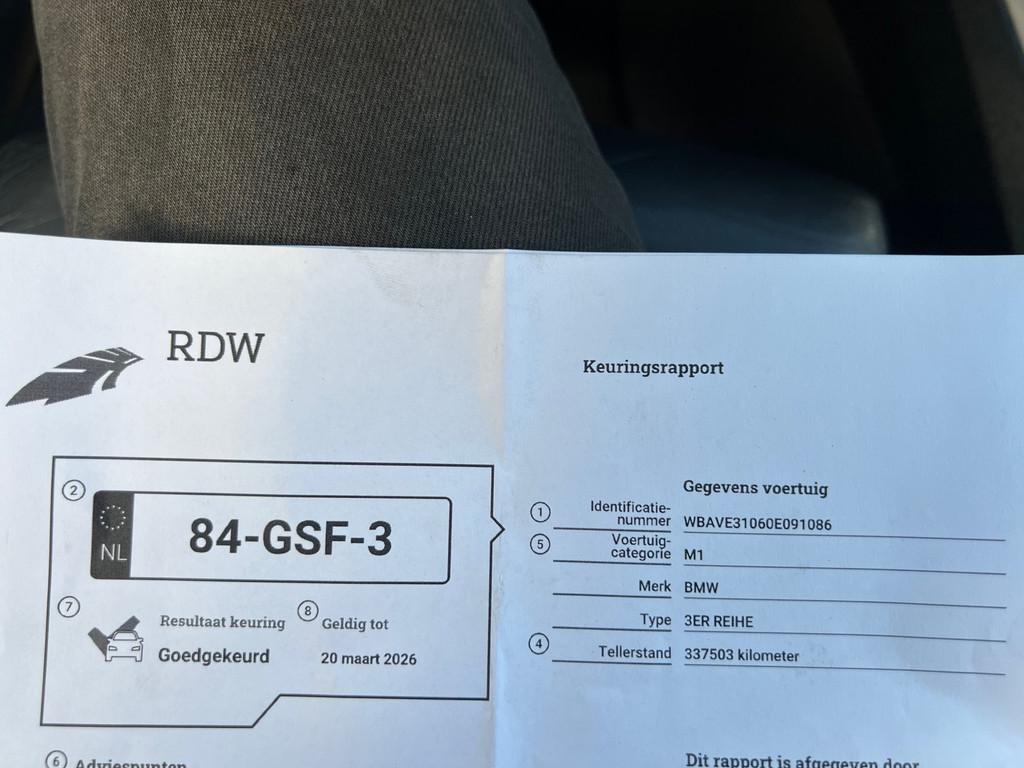 RDW
Keuringsrapport
2
NL
84-GSF-3
7
Resultaat keuring
Goedgekeurd
8
Geldig tot
20 maart 2026
Gegevens voertuig
1 Identificatie-
nummer WBAVE31060E091086
5 Voertuig-
categorie M1
Merk BMW
Type 3ER REIHE
4 Tellerstand 337503 kilometer
6 Adviespunten
Dit rapport is afgegeven door